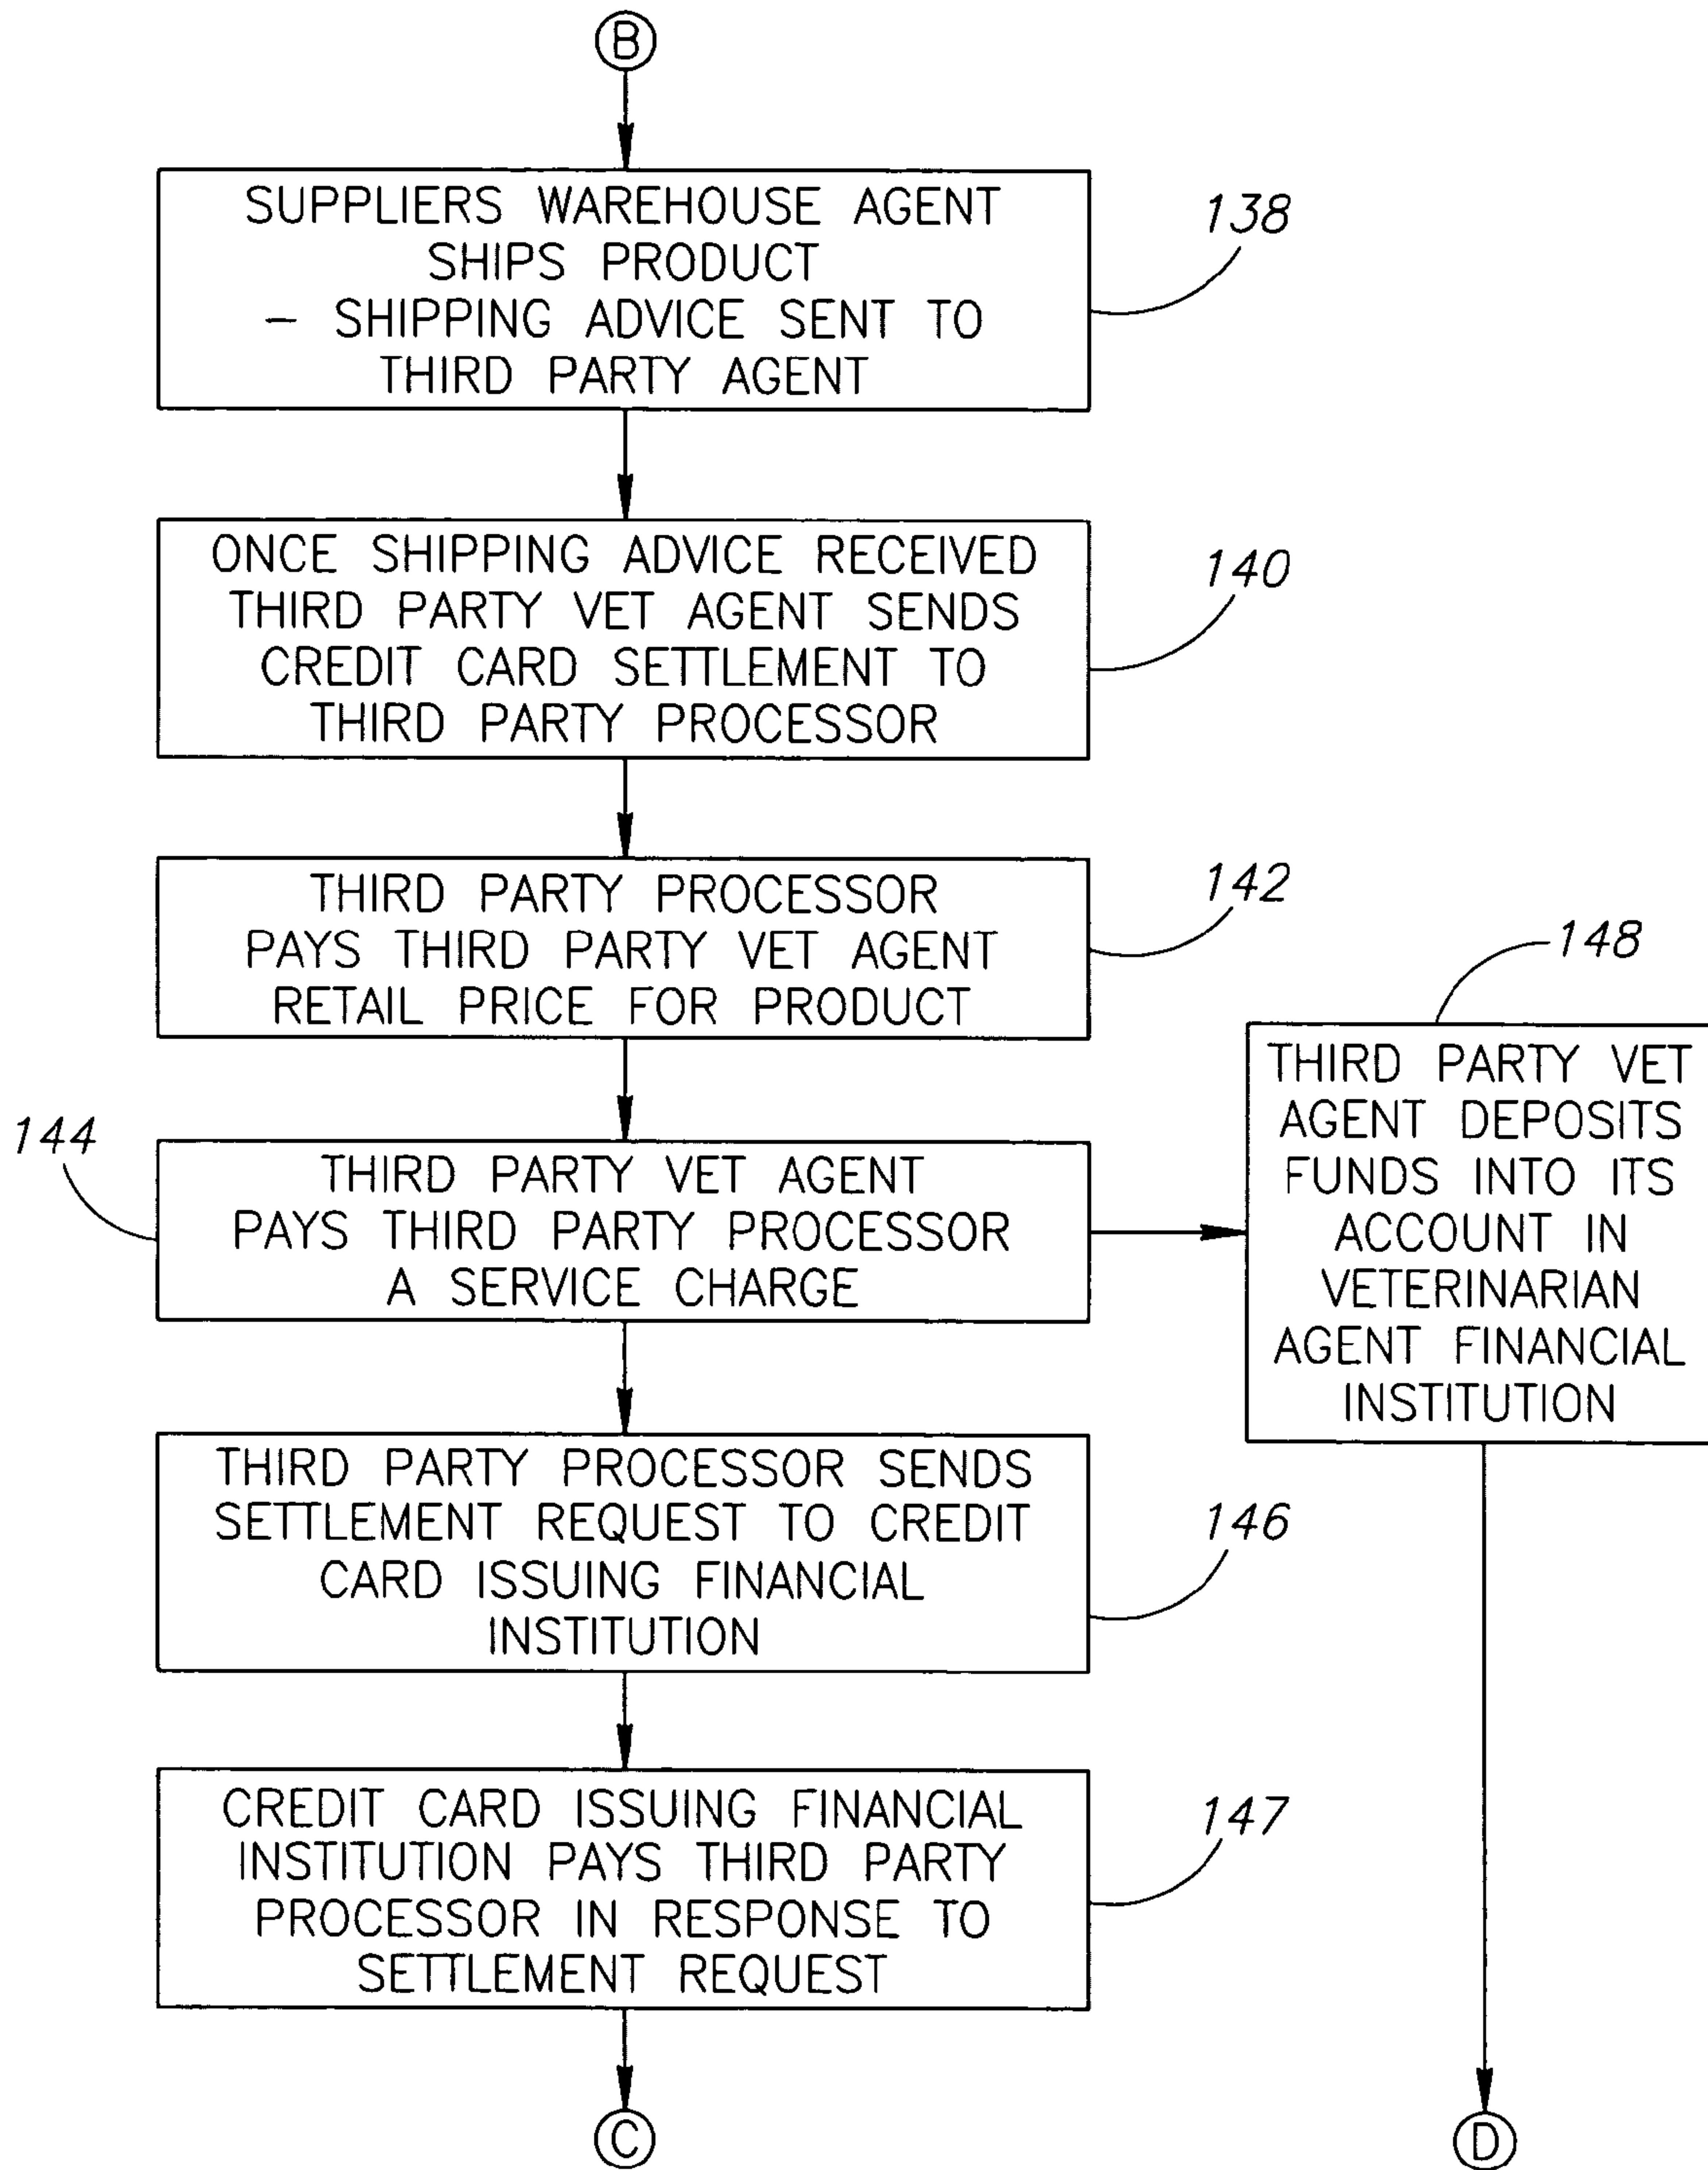 B
SUPPLIERS WAREHOUSE AGENT
SHIPS PRODUCT
– SHIPPING ADVICE SENT TO
THIRD PARTY AGENT
138
ONCE SHIPPING ADVICE RECEIVED
THIRD PARTY VET AGENT SENDS
CREDIT CARD SETTLEMENT TO
THIRD PARTY PROCESSOR
140
THIRD PARTY PROCESSOR
PAYS THIRD PARTY VET AGENT
RETAIL PRICE FOR PRODUCT
142
144
THIRD PARTY VET AGENT
PAYS THIRD PARTY PROCESSOR
A SERVICE CHARGE
148
THIRD PARTY VET
AGENT DEPOSITS
FUNDS INTO ITS
ACCOUNT IN
VETERINARIAN
AGENT FINANCIAL
INSTITUTION
THIRD PARTY PROCESSOR SENDS
SETTLEMENT REQUEST TO CREDIT
CARD ISSUING FINANCIAL
INSTITUTION
146
CREDIT CARD ISSUING FINANCIAL
INSTITUTION PAYS THIRD PARTY
PROCESSOR IN RESPONSE TO
SETTLEMENT REQUEST
147
C
D